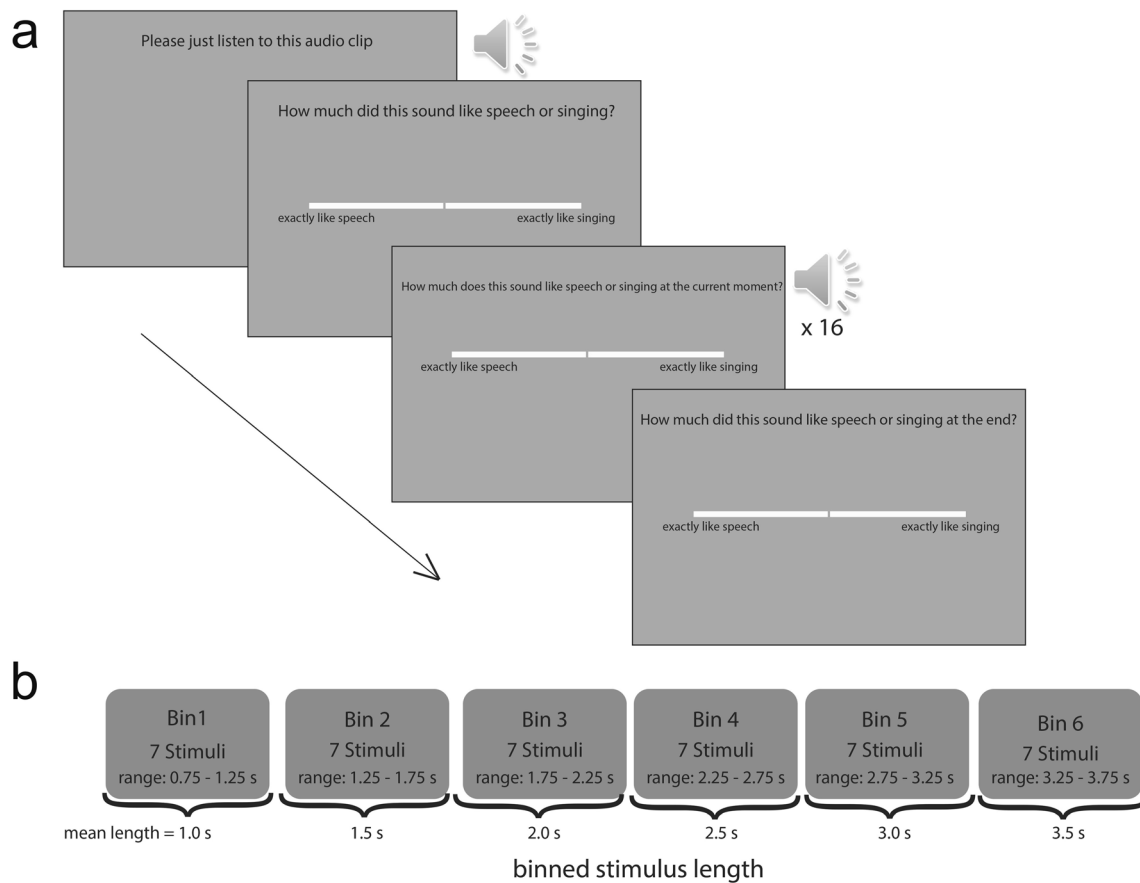 a
Please just listen to this audio clip
How much did this sound like speech or singing?
exactly like speech
exactly like singing
How much does this sound like speech or singing at the current moment?
exactly like speech
exactly like singing
x 16
How much did this sound like speech or singing at the end?
exactly like speech
exactly like singing
b
Bin1
7 Stimuli
range: 0.75 - 1.25 s
Bin 2
7 Stimuli
range: 1.25 - 1.75 s
Bin 3
7 Stimuli
range: 1.75 - 2.25 s
Bin 4
7 Stimuli
range: 2.25 - 2.75 s
Bin 5
7 Stimuli
range: 2.75 - 3.25 s
Bin 6
7 Stimuli
range: 3.25 - 3.75 s
mean length = 1.0 s
1.5 s
2.0 s
2.5 s
3.0 s
3.5 s
binned stimulus length